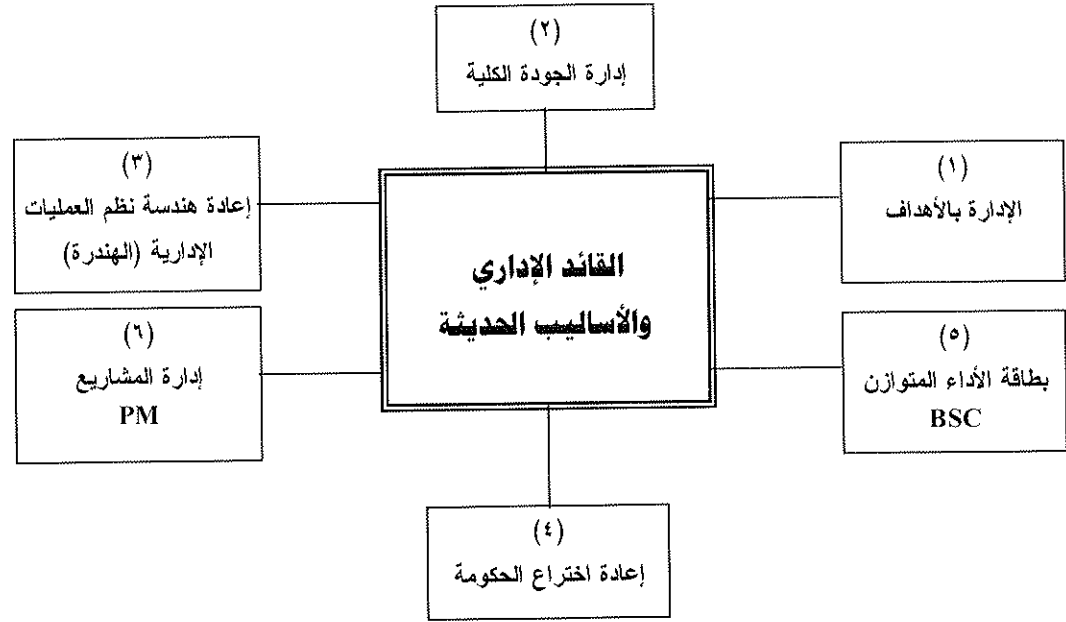 (٢)
إدارة الجودة الكلية
(١)
الإدارة بالأهداف
(٣)
إعادة هندسة نظم العمليات
الإدارية (الهندرة)
القائد الإداري
والأساليب الحديثة
(٥)
بطاقة الأداء المتوازن
BSC
(٦)
إدارة المشاريع
PM
(٤)
إعادة اختراع الحكومة